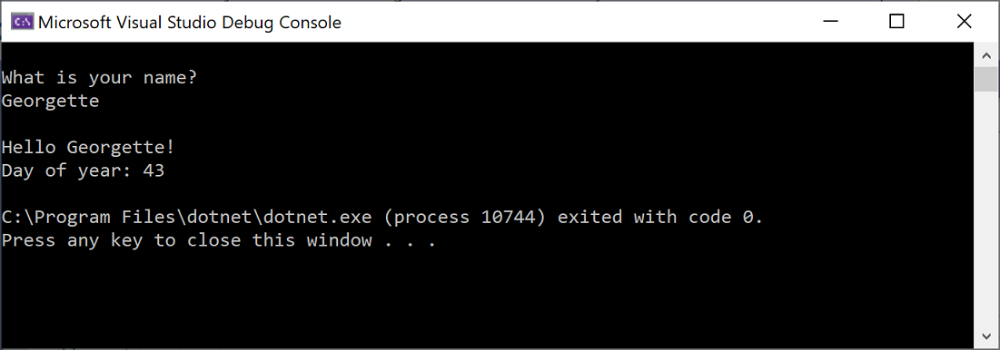 Microsoft Visual Studio Debug Console
What is your name?
Georgette
Hello Georgette!
Day of year: 43
C:\Program Files\dotnet\dotnet.exe (process 10744) exited with code 0.
Press any key to close this window . . .